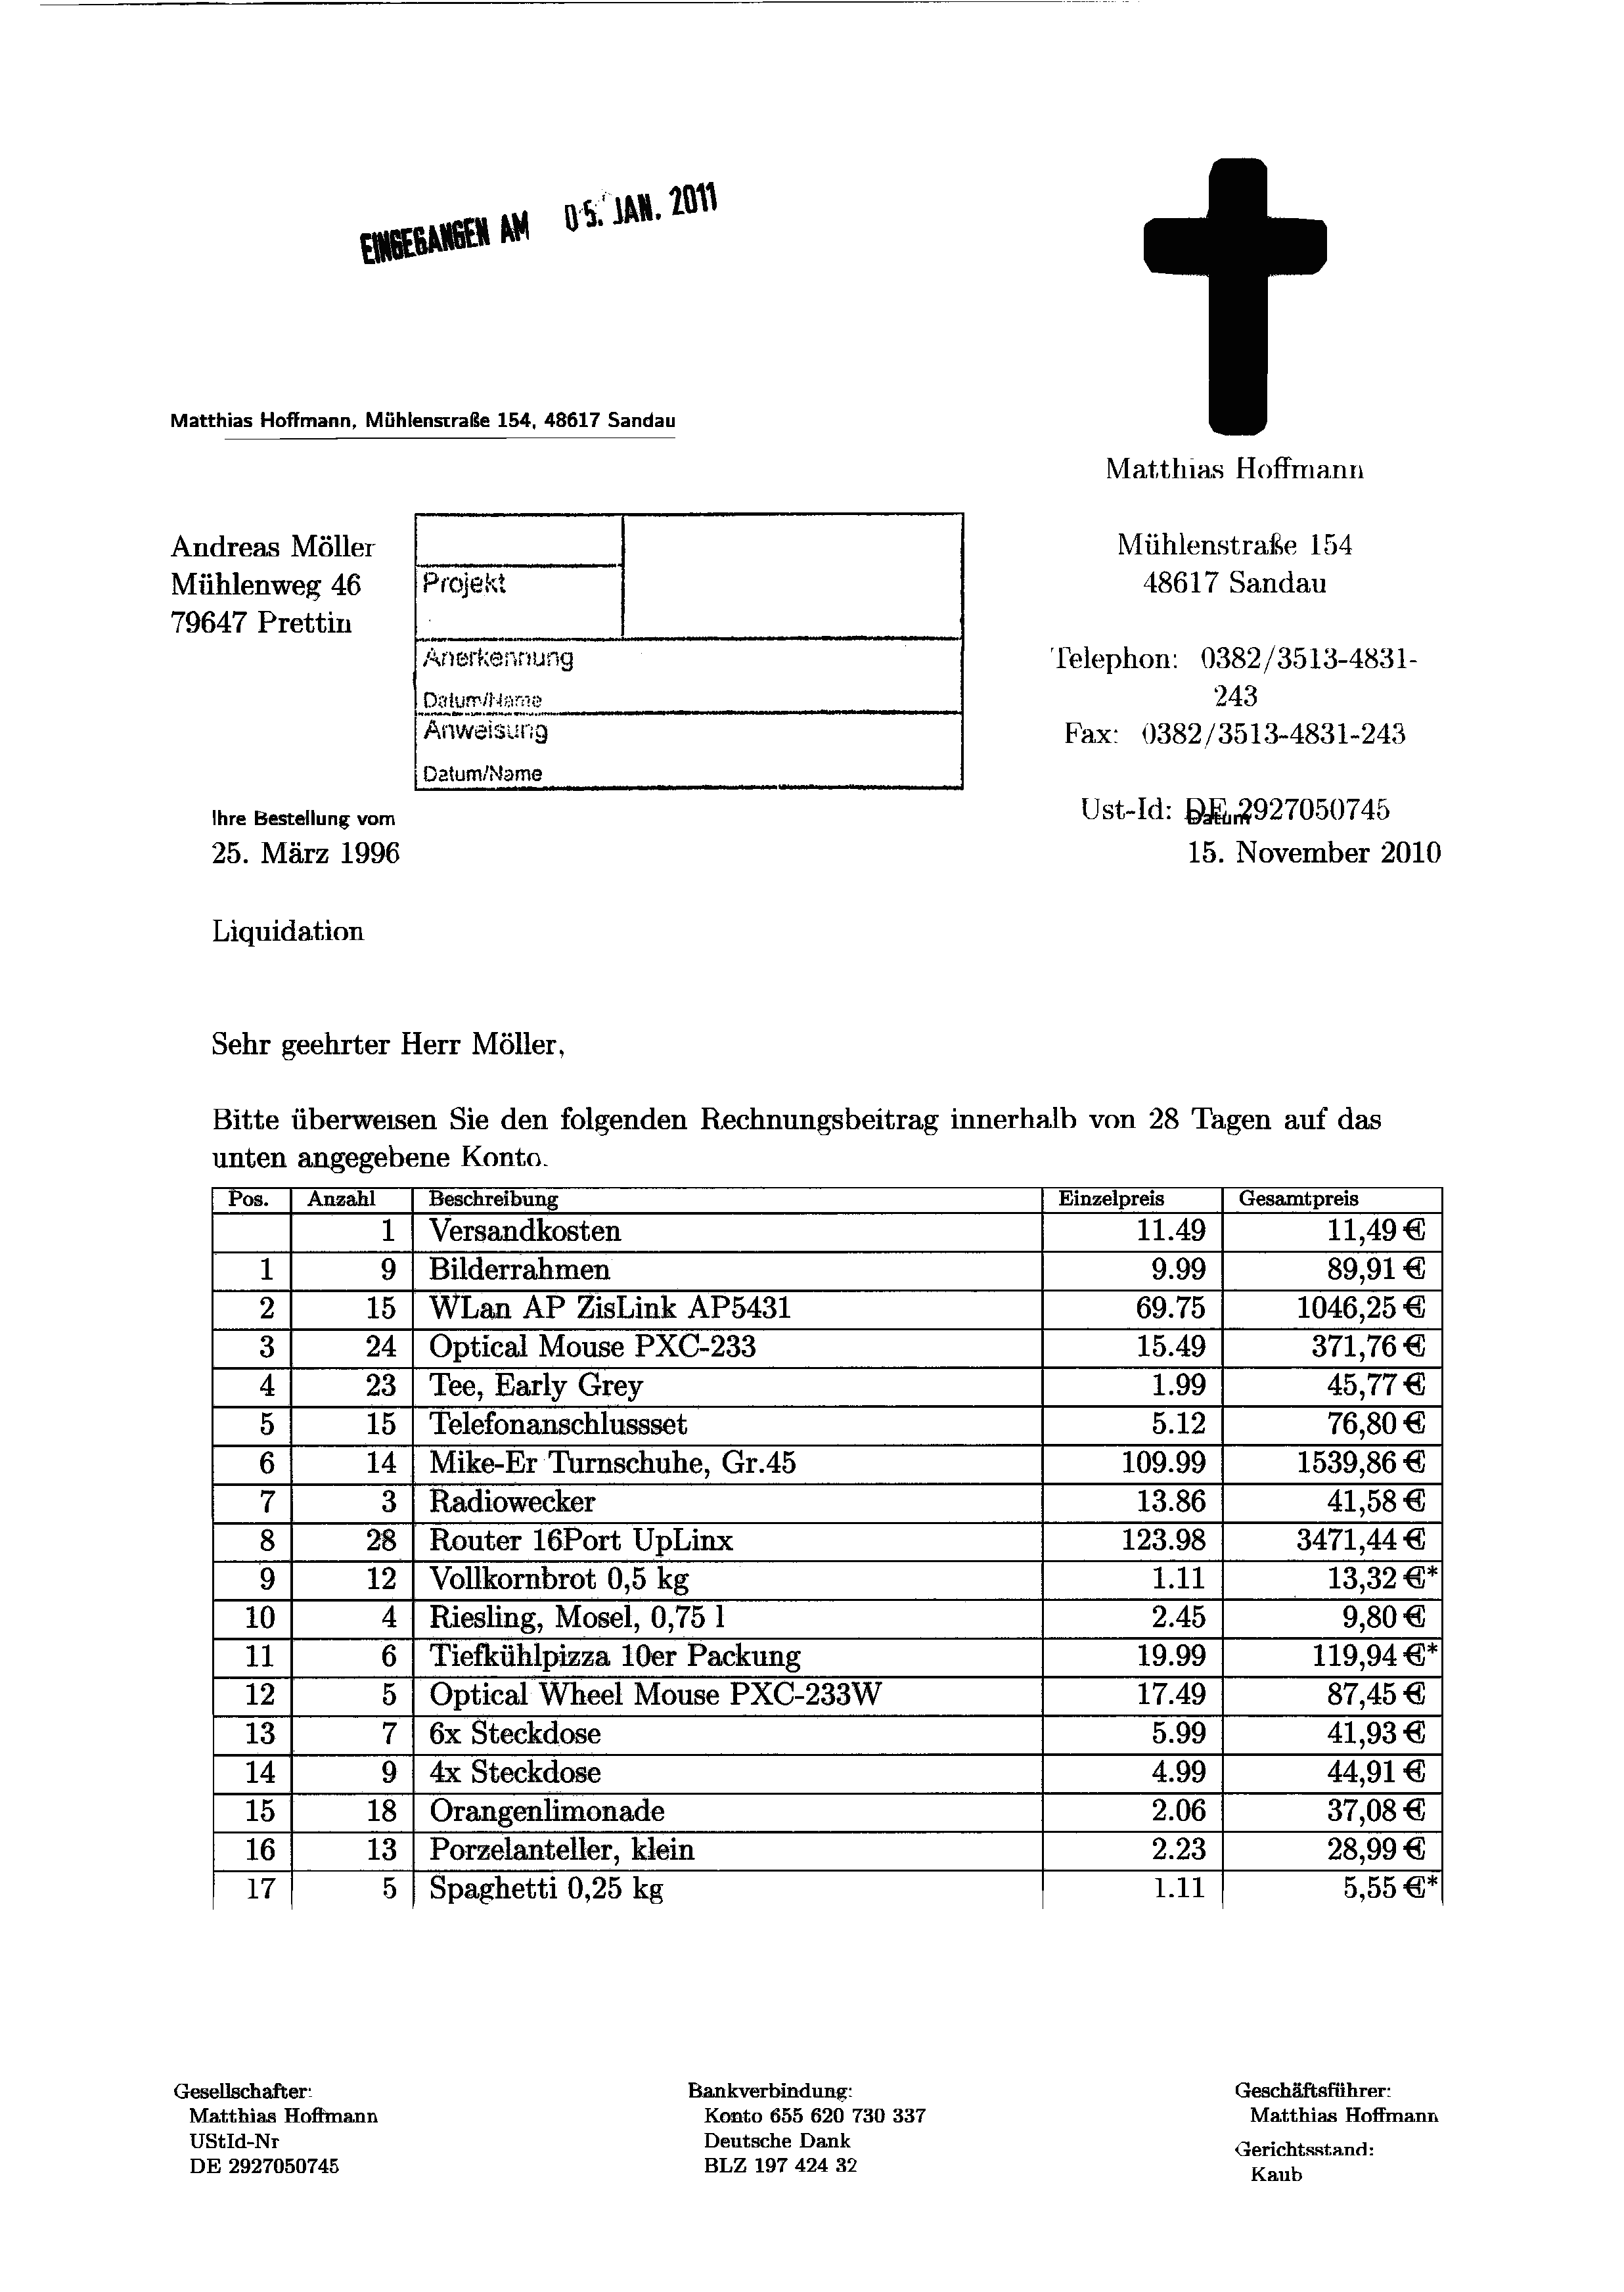 EINGEGANGEN AM 05. JAN. 2011
Matthias Hoffmann, Mühlenstraße 154, 48617 Sandau
Matthias Hoffmann
Mühlenstraße 154
48617 Sandau
Telephon: 0382/3513-4831-
243
Fax: 0382/3513-4831-243
Ust-Id: DE 2927050745
Andreas Möller
Mühlenweg 46
79647 Prettin
Projekt
Anerkennung
Datum/Name
Anweisung
Datum/Name
Ihre Bestellung vom
25. März 1996
Datum
15. November 2010
Liquidation
Sehr geehrter Herr Möller,
Bitte überweisen Sie den folgenden Rechnungsbeitrag innerhalb von 28 Tagen auf das
unten angegebene Konto.
Pos. Anzahl Beschreibung Einzelpreis Gesamtpreis
1 Versandkosten 11.49 11,49 €
1 9 Bilderrahmen 9.99 89,91 €
2 15 WLan AP ZisLink AP5431 69.75 1046,25 €
3 24 Optical Mouse PXC-233 15.49 371,76 €
4 23 Tee, Early Grey 1.99 45,77 €
5 15 Telefonanschlussset 5.12 76,80 €
6 14 Mike-Er Turnschuhe, Gr.45 109.99 1539,86 €
7 3 Radiowecker 13.86 41,58 €
8 28 Router 16Port UpLinx 123.98 3471,44 €
9 12 Vollkornbrot 0,5 kg 1.11 13,32 €*
10 4 Riesling, Mosel, 0,75 l 2.45 9,80 €
11 6 Tiefkühlpizza 10er Packung 19.99 119,94 €*
12 5 Optical Wheel Mouse PXC-233W 17.49 87,45 €
13 7 6x Steckdose 5.99 41,93 €
14 9 4x Steckdose 4.99 44,91 €
15 18 Orangenlimonade 2.06 37,08 €
16 13 Porzelanteller, klein 2.23 28,99 €
17 5 Spaghetti 0,25 kg 1.11 5,55 €*
Gesellschafter:
Matthias Hoffmann
UStId-Nr
DE 2927050745
Bankverbindung:
Konto 655 620 730 337
Deutsche Dank
BLZ 197 424 32
Geschäftsführer:
Matthias Hoffmann
Gerichtsstand:
Kaub